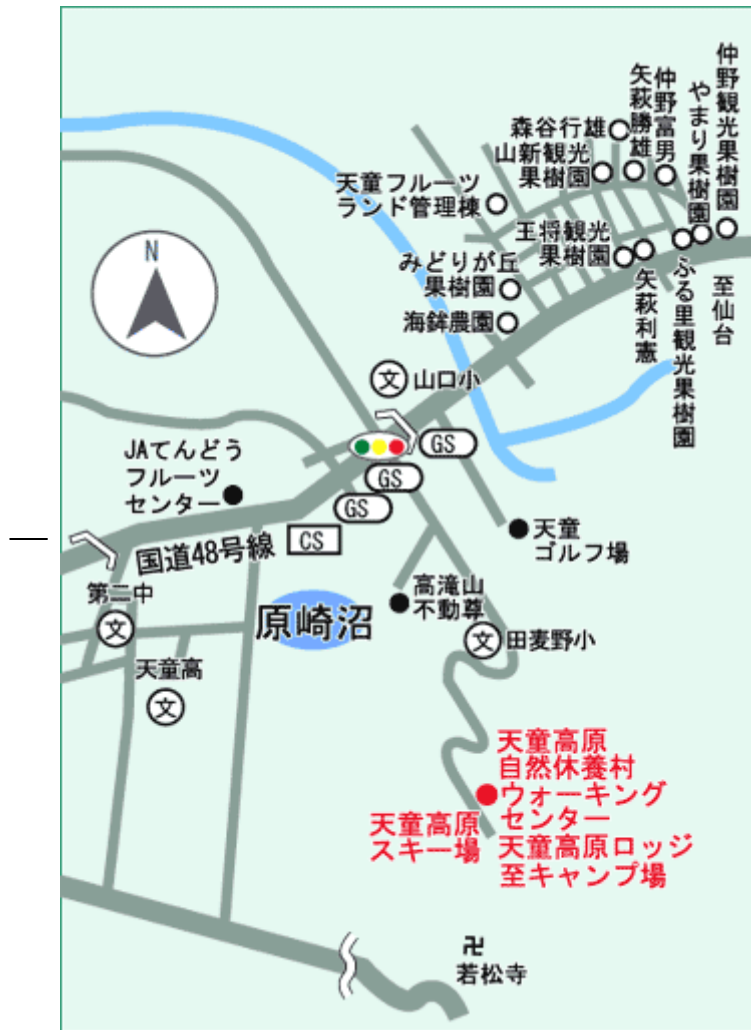 仲野観光果樹園
やまり果樹園
仲野富男
矢萩勝雄
森谷行雄
山新観光
果樹園
天童フルーツ
ランド管理棟
王将観光
果樹園
みどりが丘
果樹園
海鉾農園
至仙台
ふる里観光果樹園
矢萩利憲
N
文
山口小
GS
GS
GS
JAてんどう
フルーツ
センター
CS
国道48号線
天童
ゴルフ場
第二中
文
原崎沼
高滝山
不動尊
文
田麦野小
天童高
文
天童高原
自然休養村
ウォーキング
センター
天童高原
スキー場
天童高原ロッジ
至キャンプ場
卍
若松寺